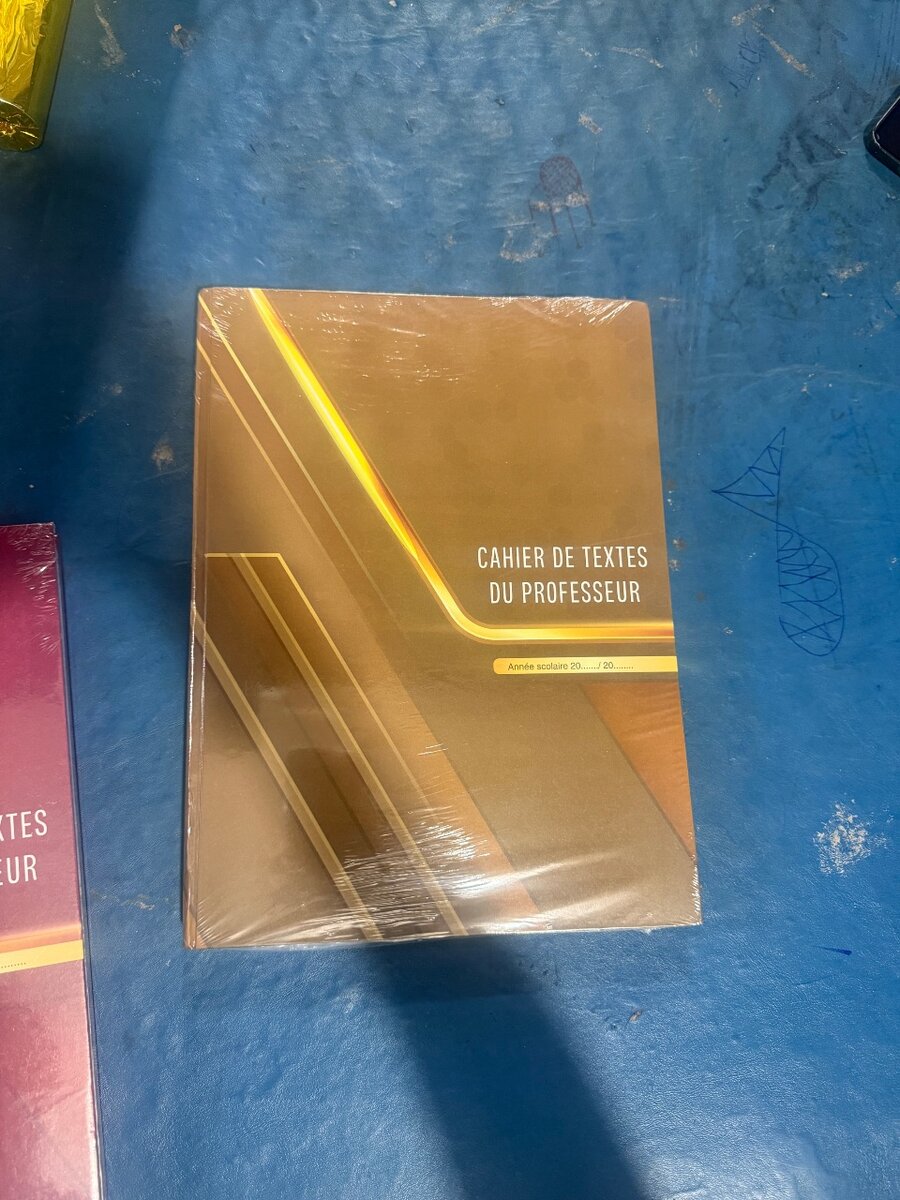 CAHIER DE TEXTES
DU PROFESSEUR
Année scolaire 20......./ 20........
XTES
EUR